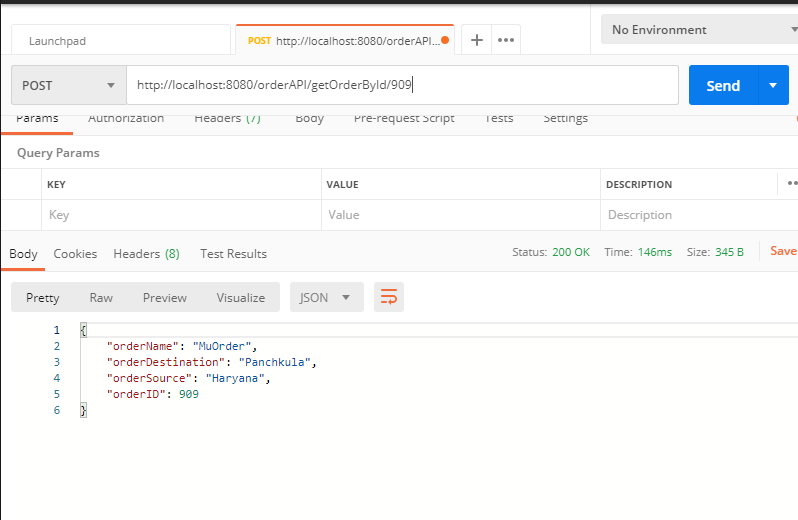 Launchpad
POST http://localhost:8080/orderAPI...
No Environment
POST http://localhost:8080/orderAPI/getOrderById/909 Send
Params Authorization Headers (7) Body Pre-request Script Tests Settings
Query Params
KEY VALUE DESCRIPTION
Key Value Description
Body Cookies Headers (8) Test Results Status: 200 OK Time: 146ms Size: 345 B Save
Pretty Raw Preview Visualize JSON
1 {
2 "orderName": "MuOrder",
3 "orderDestination": "Panchkula",
4 "orderSource": "Haryana",
5 "orderID": 909
6 }